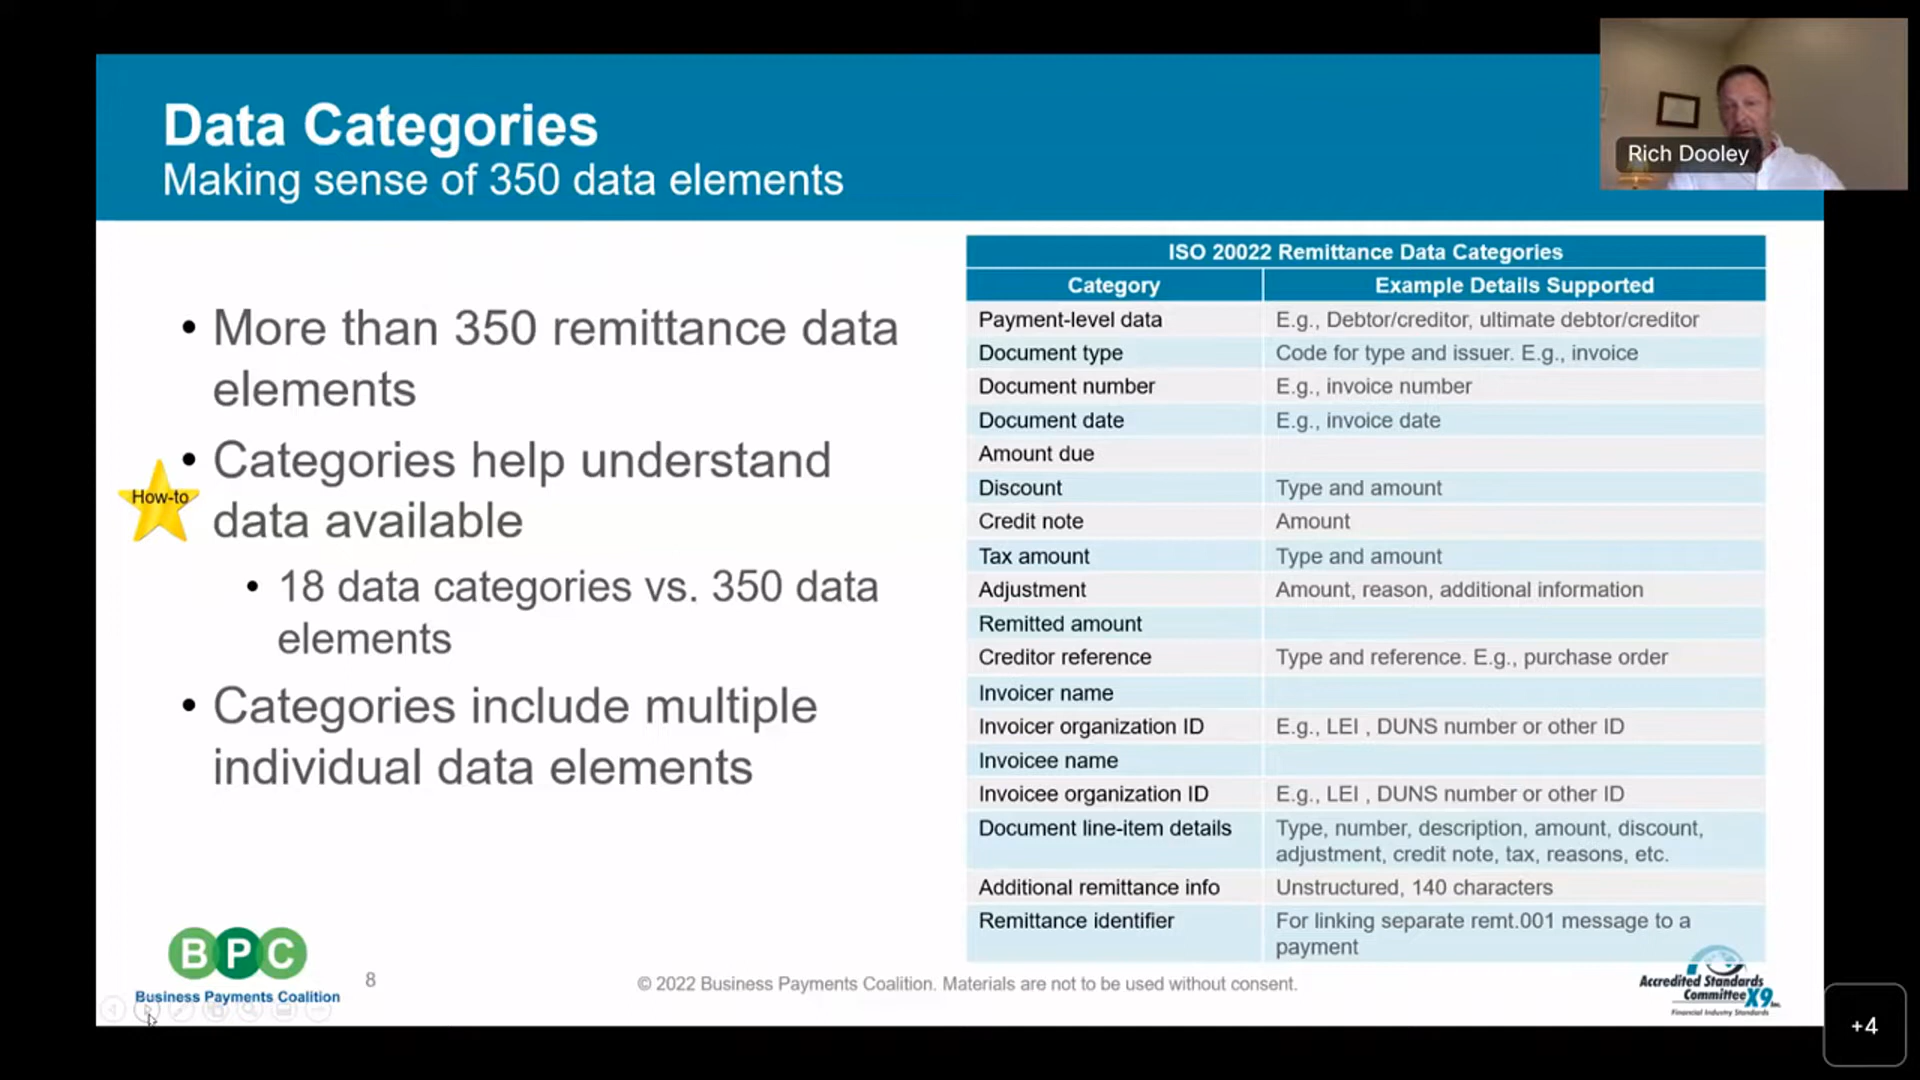 Data Categories
Making sense of 350 data elements
Rich Dooley
• More than 350 remittance data
elements
• Categories help understand
data available
How-to
• 18 data categories vs. 350 data
elements
• Categories include multiple
individual data elements
ISO 20022 Remittance Data Categories
Category Example Details Supported
Payment-level data E.g., Debtor/creditor, ultimate debtor/creditor
Document type Code for type and issuer. E.g., invoice
Document number E.g., invoice number
Document date E.g., invoice date
Amount due
Discount Type and amount
Credit note Amount
Tax amount Type and amount
Adjustment Amount, reason, additional information
Remitted amount
Creditor reference Type and reference. E.g., purchase order
Invoicer name
Invoicer organization ID E.g., LEI , DUNS number or other ID
Invoicee name
Invoicee organization ID E.g., LEI , DUNS number or other ID
Document line-item details Type, number, description, amount, discount,
adjustment, credit note, tax, reasons, etc.
Additional remittance info Unstructured, 140 characters
Remittance identifier For linking separate remt.001 message to a
payment
BPC
Business Payments Coalition
8
© 2022 Business Payments Coalition. Materials are not to be used without consent.
Accredited Standards
Committee X9 Inc.
Financial Industry Standards
+4